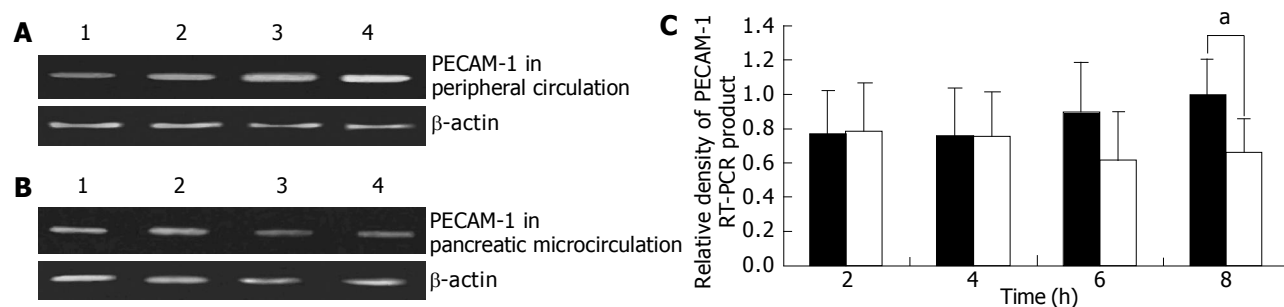 A
1 2 3 4
PECAM-1 in
peripheral circulation
β-actin
B
1 2 3 4
PECAM-1 in
pancreatic microcirculation
β-actin
C
Relative density of PECAM-1
RT-PCR product
1.4
1.2
1.0
0.8
0.6
0.4
0.2
0.0
a
2 4 6 8
Time (h)